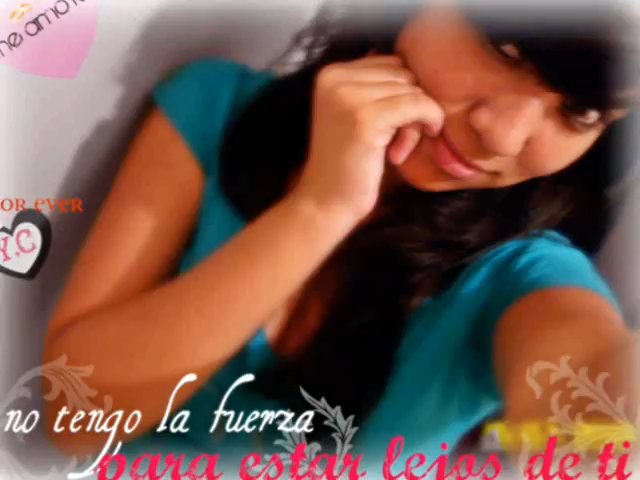 me amo
OR EVER
Y.C
no tengo la fuerza
para estar lejos de ti